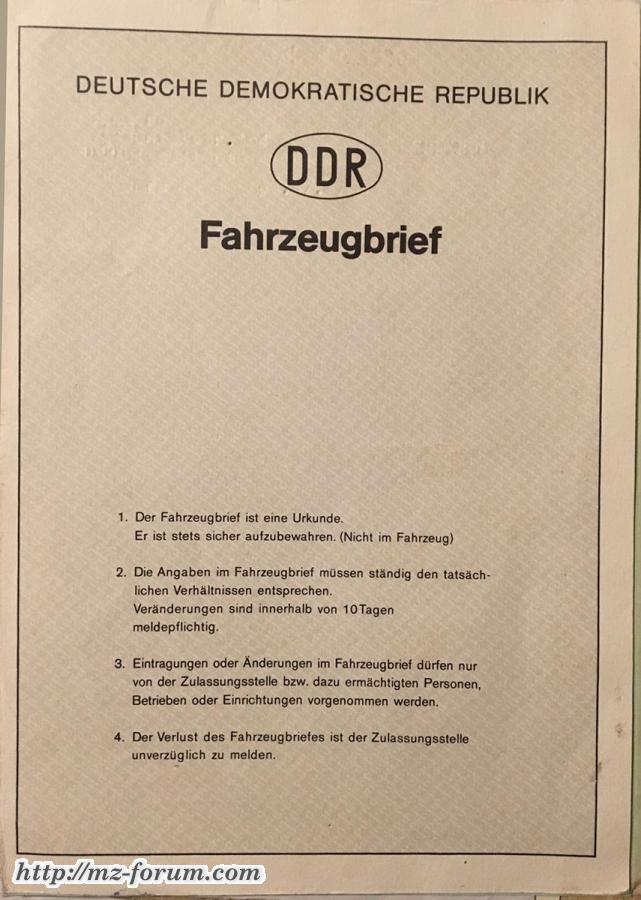 DEUTSCHE DEMOKRATISCHE REPUBLIK
DDR
Fahrzeugbrief
1. Der Fahrzeugbrief ist eine Urkunde.
Er ist stets sicher aufzubewahren. (Nicht im Fahrzeug)
2. Die Angaben im Fahrzeugbrief müssen ständig den tatsäch-
lichen Verhältnissen entsprechen.
Veränderungen sind innerhalb von 10 Tagen
meldepflichtig.
3. Eintragungen oder Änderungen im Fahrzeugbrief dürfen nur
von der Zulassungsstelle bzw. dazu ermächtigten Personen,
Betrieben oder Einrichtungen vorgenommen werden.
4. Der Verlust des Fahrzeugbriefes ist der Zulassungsstelle
unverzüglich zu melden.
http://mz-forum.com